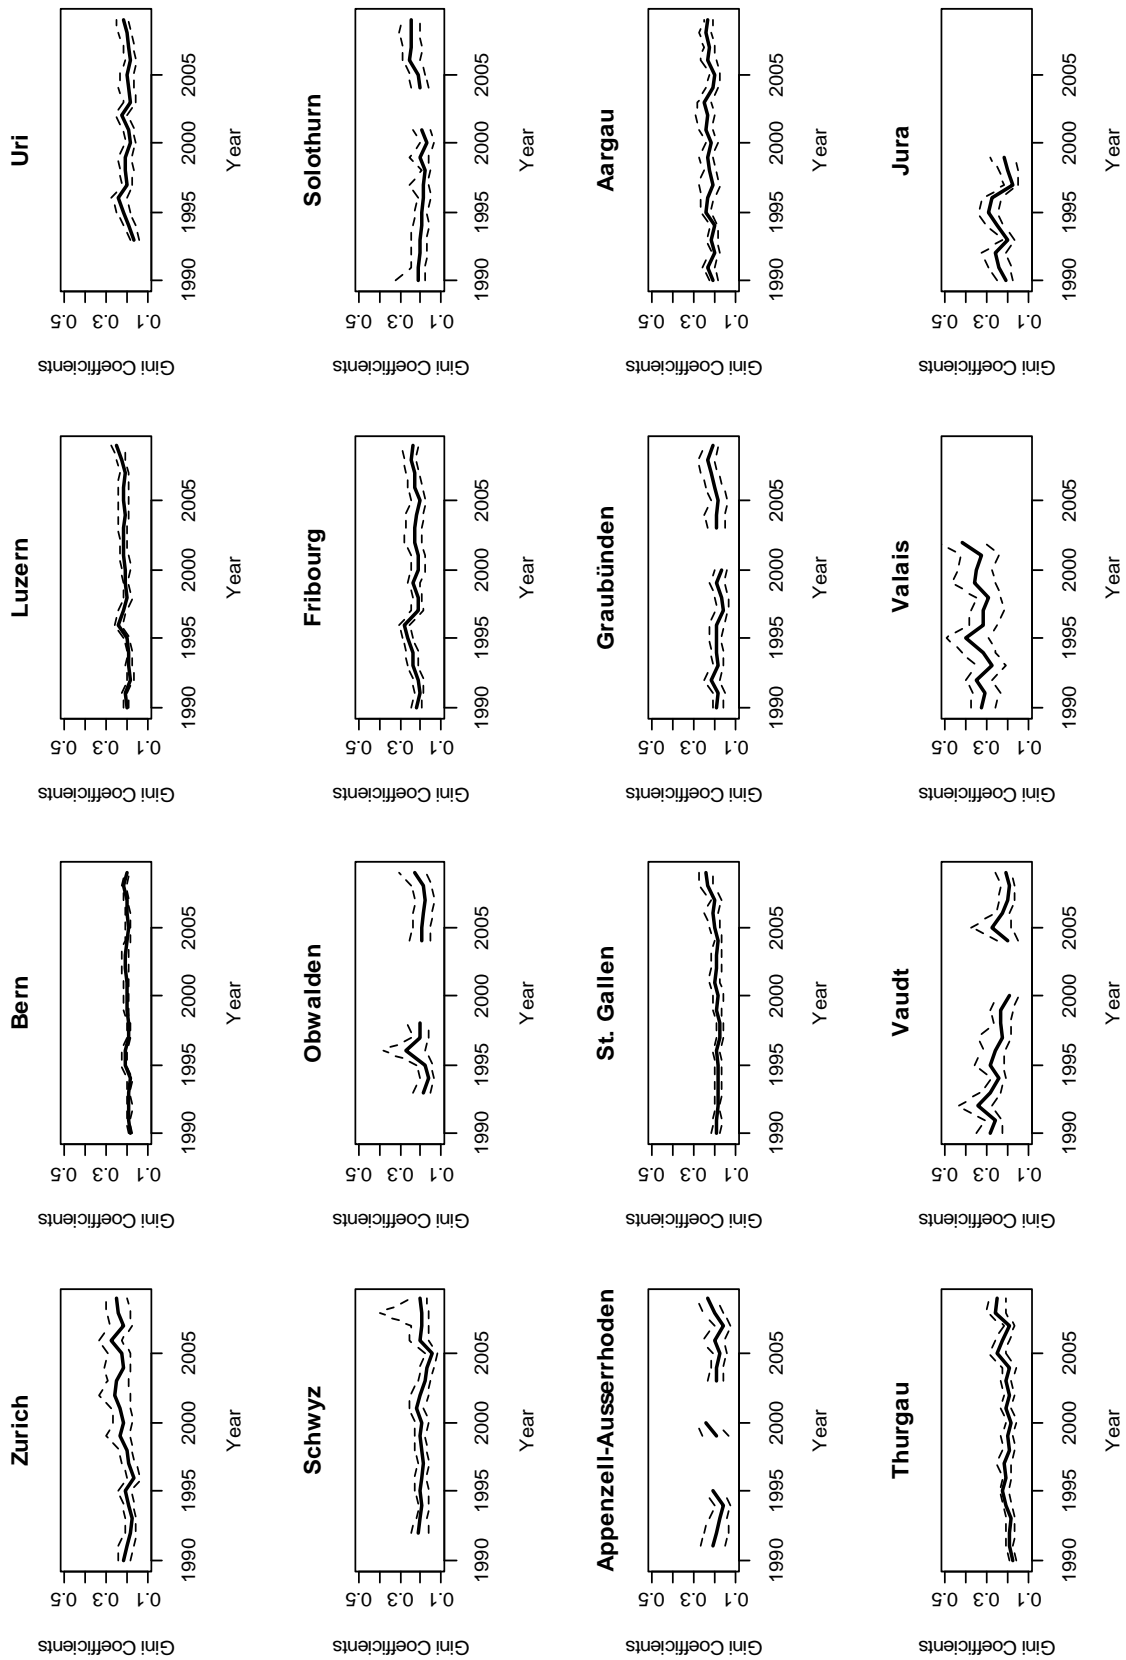 Zurich Bern Luzern Uri
0.5 0.5 0.5 0.5
0.3 0.3 0.3 0.3
0.1 0.1 0.1 0.1
Gini Coefficients Gini Coefficients Gini Coefficients Gini Coefficients
1990 1995 2000 2005 1990 1995 2000 2005 1990 1995 2000 2005 1990 1995 2000 2005
Year Year Year Year
Schwyz Obwalden Fribourg Solothurn
0.5 0.5 0.5 0.5
0.3 0.3 0.3 0.3
0.1 0.1 0.1 0.1
Gini Coefficients Gini Coefficients Gini Coefficients Gini Coefficients
1990 1995 2000 2005 1990 1995 2000 2005 1990 1995 2000 2005 1990 1995 2000 2005
Year Year Year Year
Appenzell-Ausserrhoden St. Gallen Graubünden Aargau
0.5 0.5 0.5 0.5
0.3 0.3 0.3 0.3
0.1 0.1 0.1 0.1
Gini Coefficients Gini Coefficients Gini Coefficients Gini Coefficients
1990 1995 2000 2005 1990 1995 2000 2005 1990 1995 2000 2005 1990 1995 2000 2005
Year Year Year Year
Thurgau Vaudt Valais Jura
0.5 0.5 0.5 0.5
0.3 0.3 0.3 0.3
0.1 0.1 0.1 0.1
Gini Coefficients Gini Coefficients Gini Coefficients Gini Coefficients
1990 1995 2000 2005 1990 1995 2000 2005 1990 1995 2000 2005 1990 1995 2000 2005
Year Year Year Year